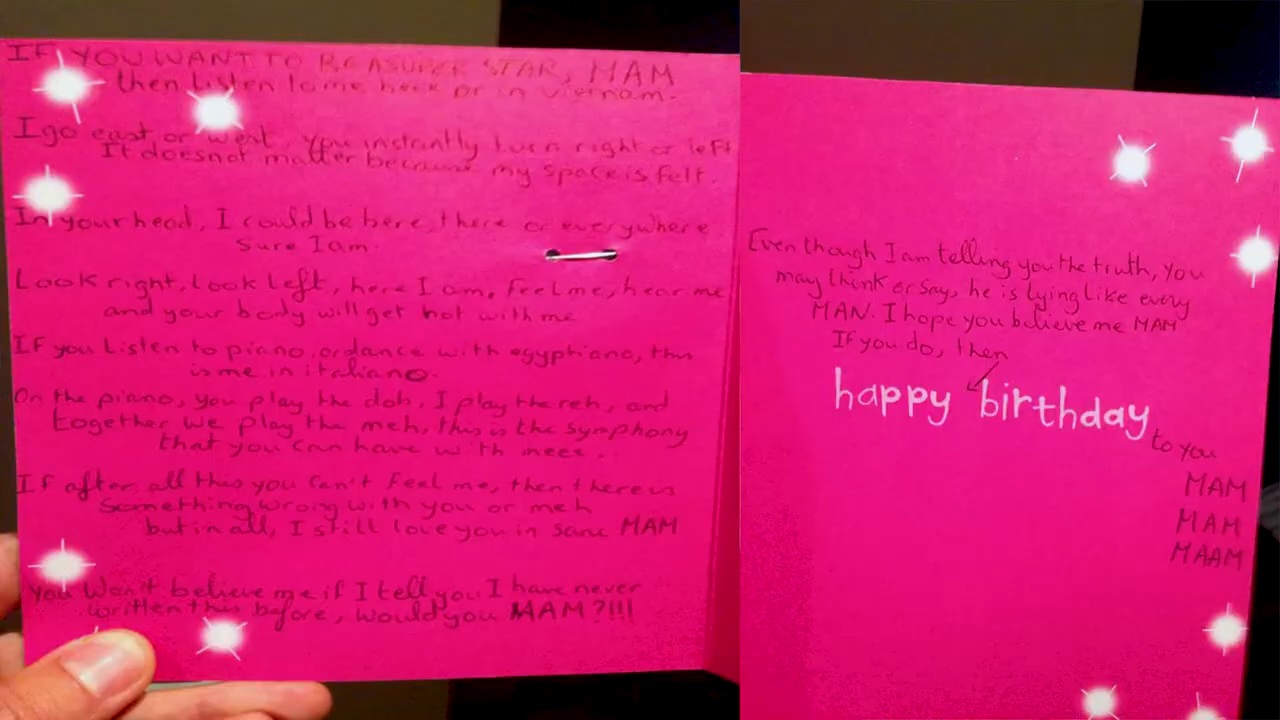 IF YOU WANT TO BE A SUPER STAR, MAM
then Listen to me here or in vietnam.
I go east or west, you instantly turn right or left
It doesnot matter because my space is felt.
In your head, I could be here, there or everywhere
sure I am.
Look right, look left, here I am, Feel me, hear me
and your body will get hot with me
IF you Listen to piano, or dance with egyptiano, this
is me in italiano.
On the piano, you play the doh, I play the reh, and
together we play the meh, this is the symphony
that you can have with meee.
IF after all this you can't Feel me, then there is
something wrong with you or meh
but in all, I still love you in sane MAM
you Won't believe me if I tell you I have never
written this before, would you MAM?!!!
Even though I am telling you the truth, you
may think or say, he is lying like every
MAN. I hope you believe me MAM
If you do, then
happy birthday
to you
MAM
MAM
MAAM